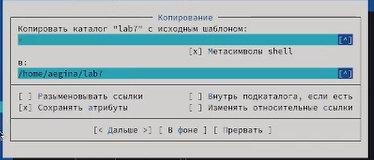 Копирование
Копировать каталог "lab7" с исходным шаблоном:
*
[^]
[x] Метасимволы shell
в:
/home/aegina/lab7
[^]
[ ] Разыменовывать ссылки
[ ] Внутрь подкаталога, если есть
[x] Сохранять атрибуты
[ ] Изменять относительные ссылки
[< Дальше >] [ В фоне ] [ Прервать ]